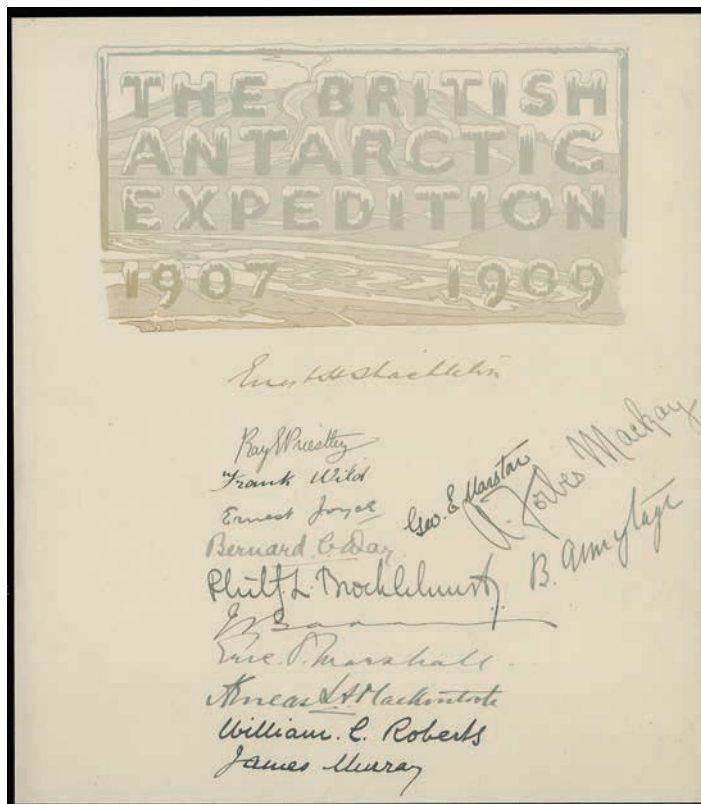 THE BRITISH
ANTARCTIC
EXPEDITION
1907 1909
Ernest H Shackleton
Ray E Priestley
Frank Wild
Ernest Joyce
Geo. E. Marston
A. Forbes Mackay
Bernard. C. Day.
B. Armytage
Philip L. Brocklehurst.
Eric. S. Marshall.
Aeneas L A Mackintosh
William. C. Roberts
James Murray